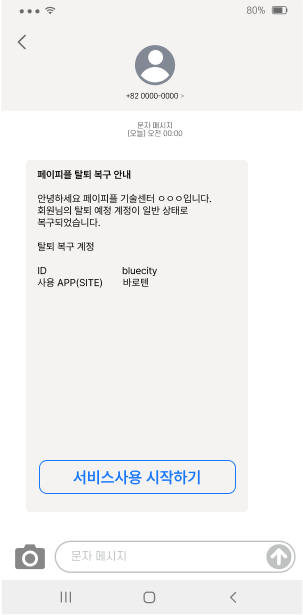 80%
+82 0000-0000 >
문자 메시지
[오늘] 오전 00:00
페이피플 탈퇴 복구 안내
안녕하세요 페이피플 기술센터 ㅇㅇㅇ입니다.
회원님의 탈퇴 예정 계정이 일반 상태로
복구되었습니다.
탈퇴 복구 계정
ID bluecity
사용 APP(SITE) 바로텐
서비스사용 시작하기
문자 메시지